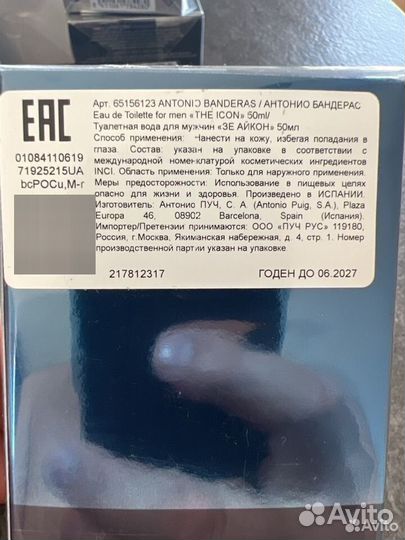 Арт. 65156123 ANTONIO BANDERAS / АНТОНИО БАНДЕРАС
Eau de Toilette for men «THE ICON» 50ml/
Туалетная вода для мужчин «ЗЕ АЙКОН» 50мл
Способ применения: Нанести на кожу, избегая попадания в
глаза. Состав: указан на упаковке в соответствии с
международной номенклатурой косметических ингредиентов
INCI. Область применения: Только для наружного применения.
Меры предосторожности: Использование в пищевых целях
опасно для жизни и здоровья. Произведено в ИСПАНИИ.
Изготовитель: Антонио ПУЧ, С. А. (Antonio Puig, S.A.), Plaza
Europa 46, 08902 Barcelona, Spain (Испания).
Импортер/Претензии принимаются: ООО «ПУЧ РУС» 119180,
Россия, г.Москва, Якиманская набережная, д. 4, стр. 1. Номер
производственной партии указан на упаковке.
EAC
01084110619
71925215UA
bcPOCu,M-r
217812317
ГОДЕН ДО 06.2027
Avito